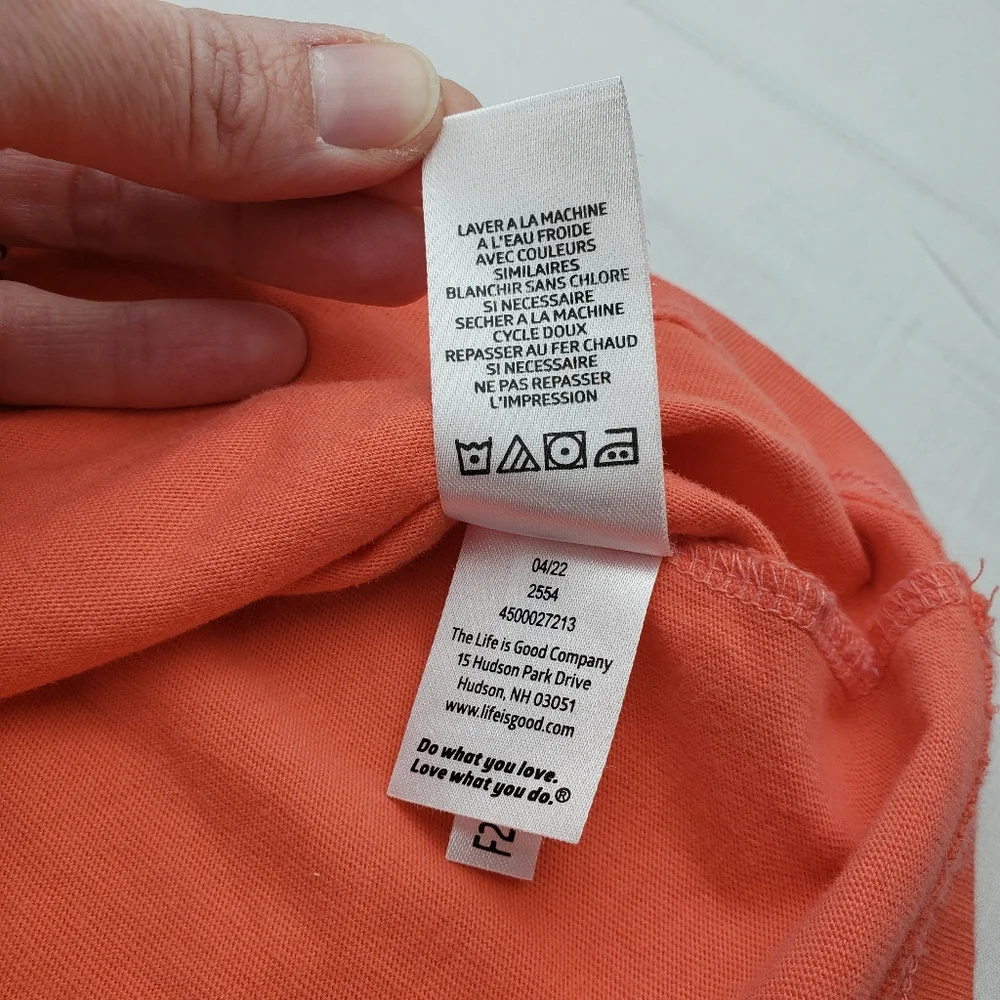 LAVER A LA MACHINE
A L'EAU FROIDE
AVEC COULEURS
SIMILAIRES
BLANCHIR SANS CHLORE
SI NECESSAIRE
SECHER A LA MACHINE
CYCLE DOUX
REPASSER AU FER CHAUD
SI NECESSAIRE
NE PAS REPASSER
L'IMPRESSION
04/22
2554
4500027213
The Life is Good Company
15 Hudson Park Drive
Hudson, NH 03051
www.lifeisgood.com
Do what you love.
Love what you do.®
F2